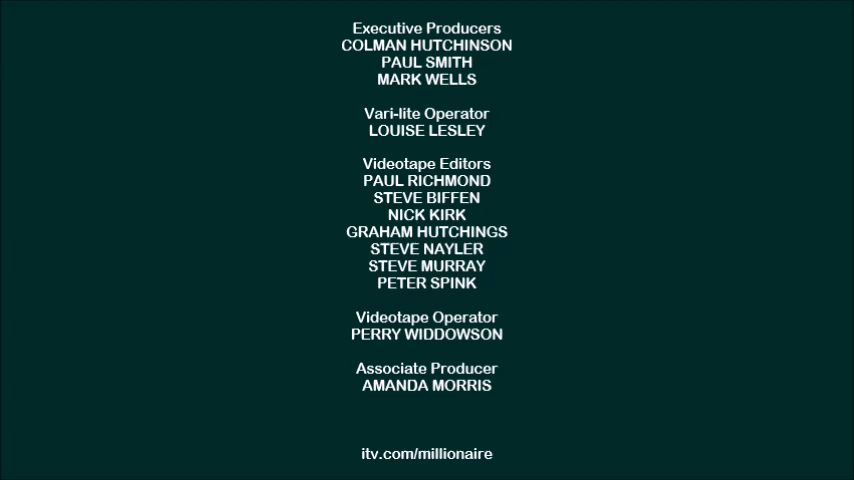 Executive Producers
COLMAN HUTCHINSON
PAUL SMITH
MARK WELLS
Vari-lite Operator
LOUISE LESLEY
Videotape Editors
PAUL RICHMOND
STEVE BIFFEN
NICK KIRK
GRAHAM HUTCHINGS
STEVE NAYLER
STEVE MURRAY
PETER SPINK
Videotape Operator
PERRY WIDDOWSON
Associate Producer
AMANDA MORRIS
itv.com/millionaire